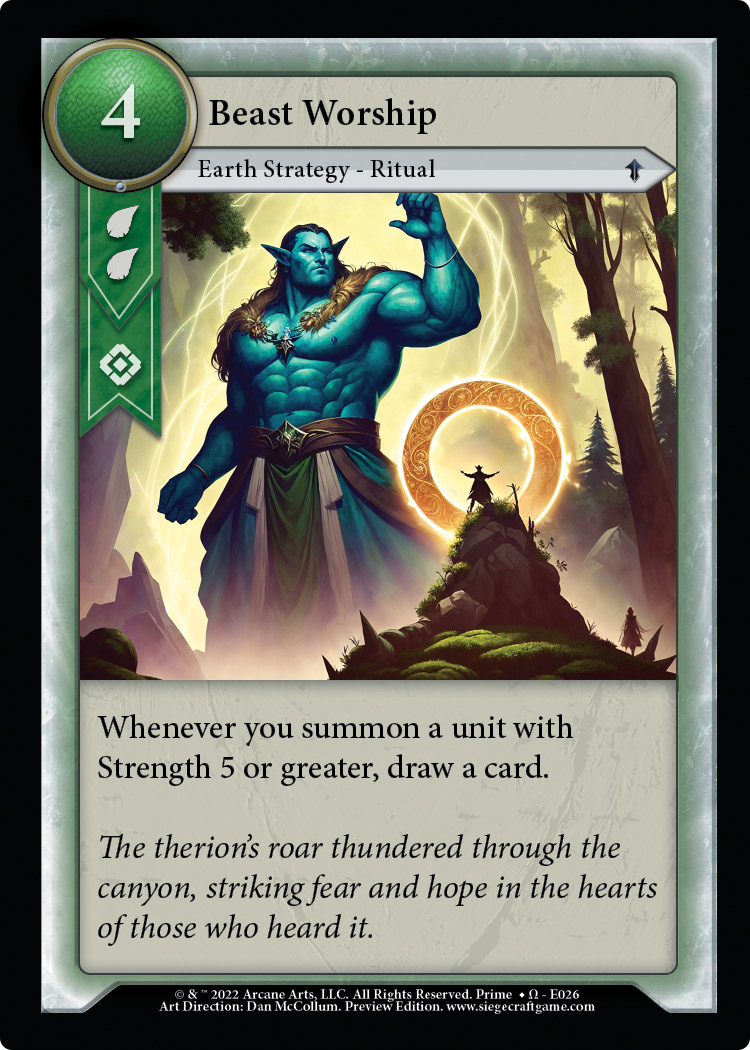 4
Beast Worship
Earth Strategy - Ritual
Whenever you summon a unit with
Strength 5 or greater, draw a card.
The therion's roar thundered through the
canyon, striking fear and hope in the hearts
of those who heard it.
© & ™ 2022 Arcane Arts, LLC. All Rights Reserved. Prime ⬥ Ω - E026
Art Direction: Dan McCollum. Preview Edition. www.siegecraftgame.com